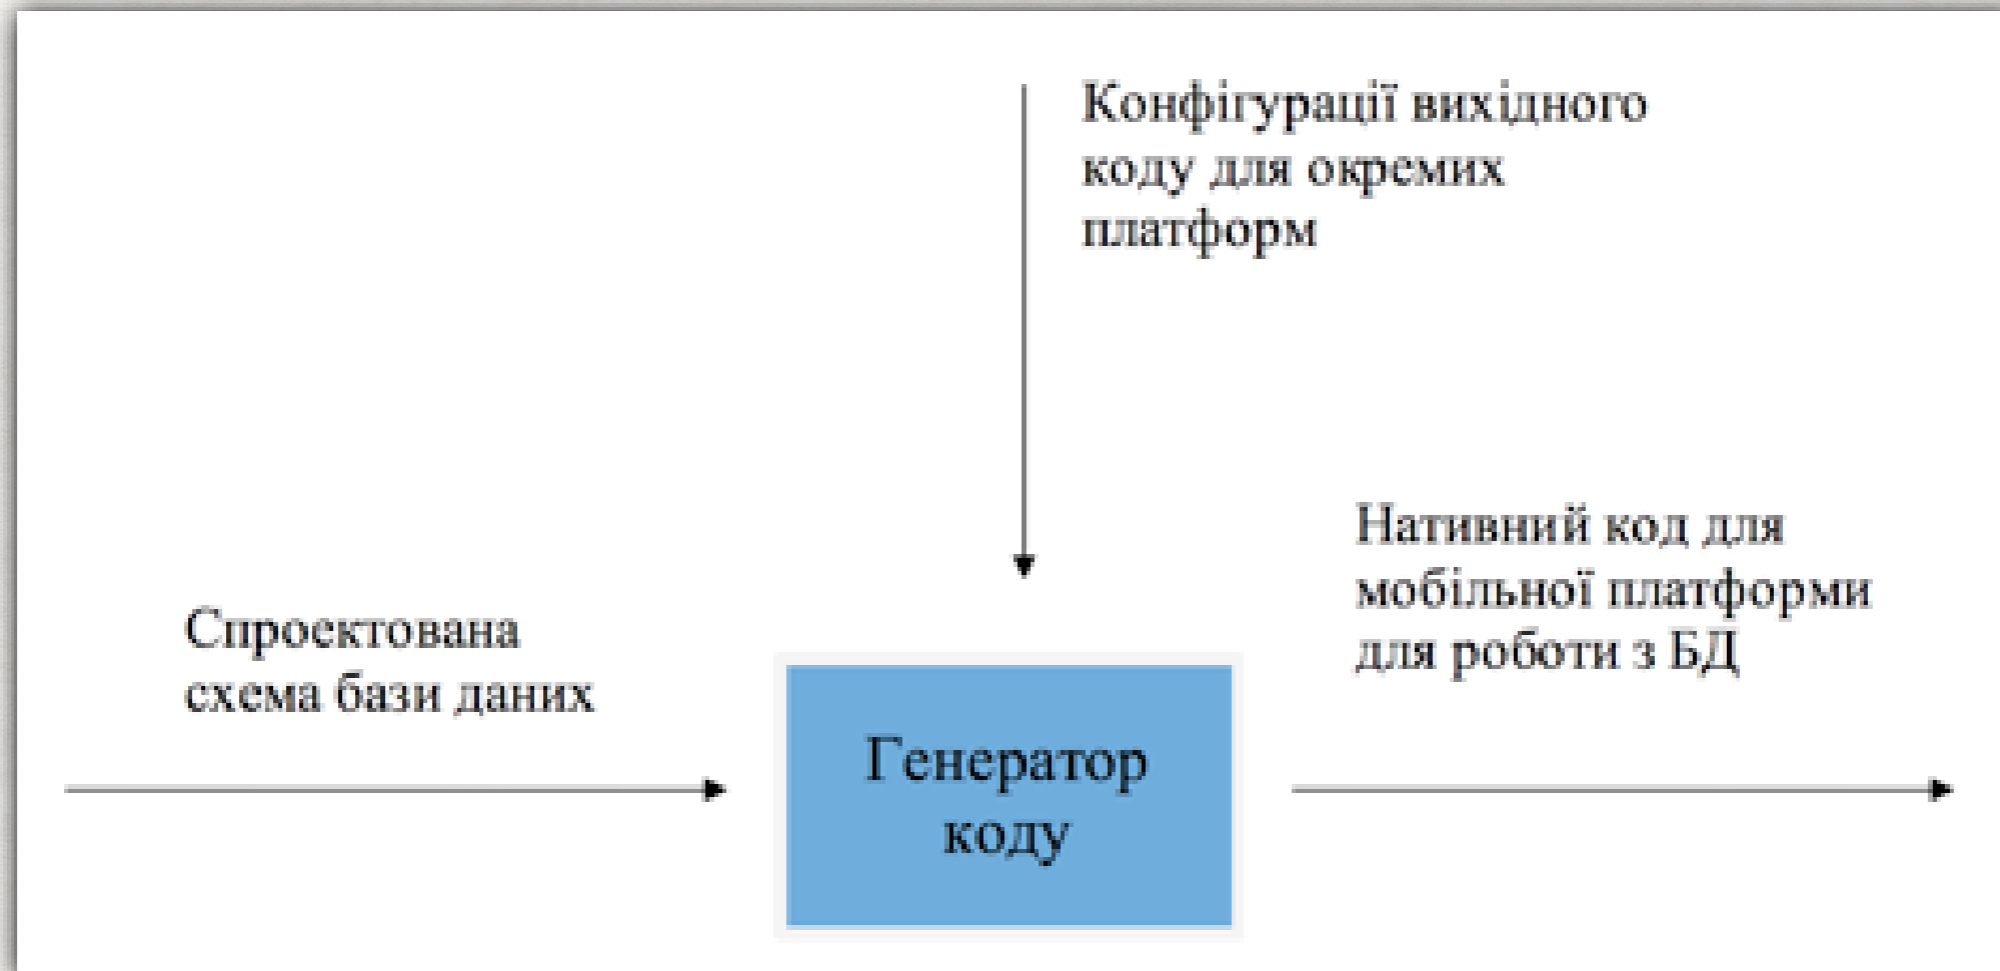 Конфігурації вихідного
коду для окремих
платформ
Нативний код для
мобільної платформи
для роботи з БД
Спроектована
схема бази даних
Генератор
коду